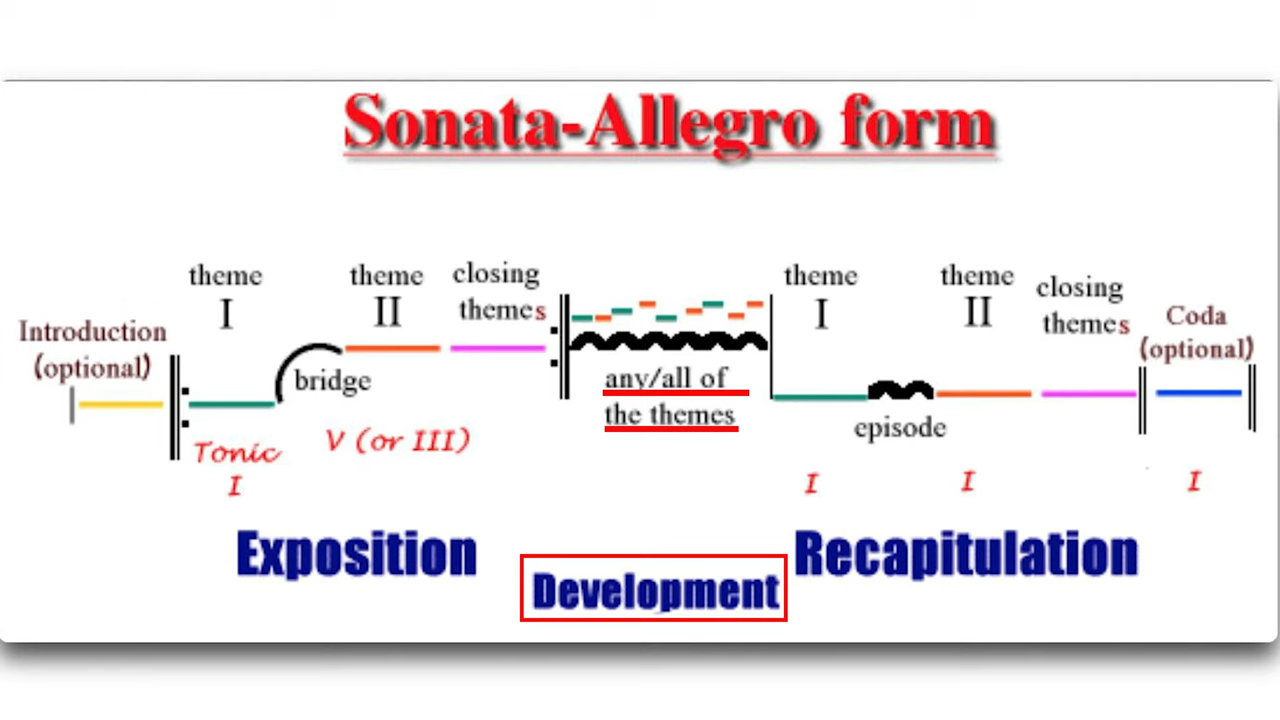 Sonata-Allegro form
Introduction
(optional)
theme
I
bridge
theme
II
closing
themes
any/all of
the themes
theme
I
episode
theme
II
closing
themes
Coda
(optional)
Tonic
I
V (or III)
I
I
I
Exposition
Development
Recapitulation